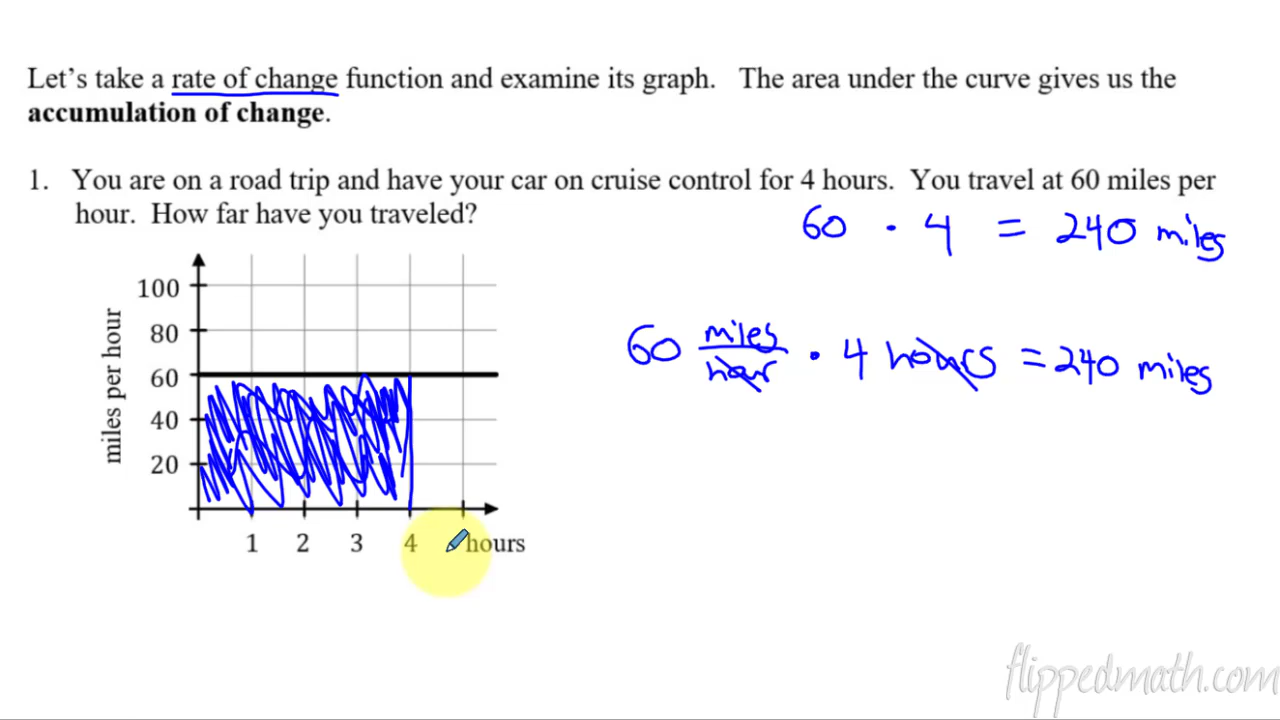 Let's take a rate of change function and examine its graph. The area under the curve gives us the
accumulation of change.
1. You are on a road trip and have your car on cruise control for 4 hours. You travel at 60 miles per
hour. How far have you traveled?
60 · 4 = 240 miles
60 miles/hour · 4 hours = 240 miles
miles per hour
100
80
60
40
20
1 2 3 4 hours
flippedmath.com